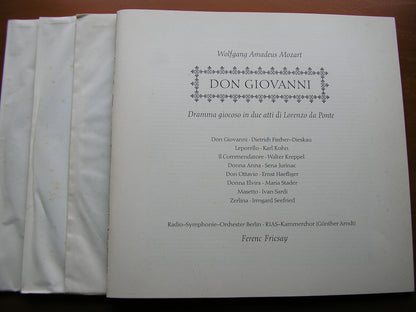 Wolfgang Amadeus Mozart
DON GIOVANNI
Dramma giocoso in due atti di Lorenzo da Ponte
Don Giovanni · Dietrich Fischer-Dieskau
Leporello · Karl Kohn
Il Commendatore · Walter Kreppel
Donna Anna · Sena Jurinac
Don Ottavio · Ernst Haefliger
Donna Elvira · Maria Stader
Masetto · Ivan Sardi
Zerlina · Irmgard Seefried
Radio-Symphonie-Orchester Berlin · RIAS-Kammerchor (Günther Arndt)
Ferenc Fricsay